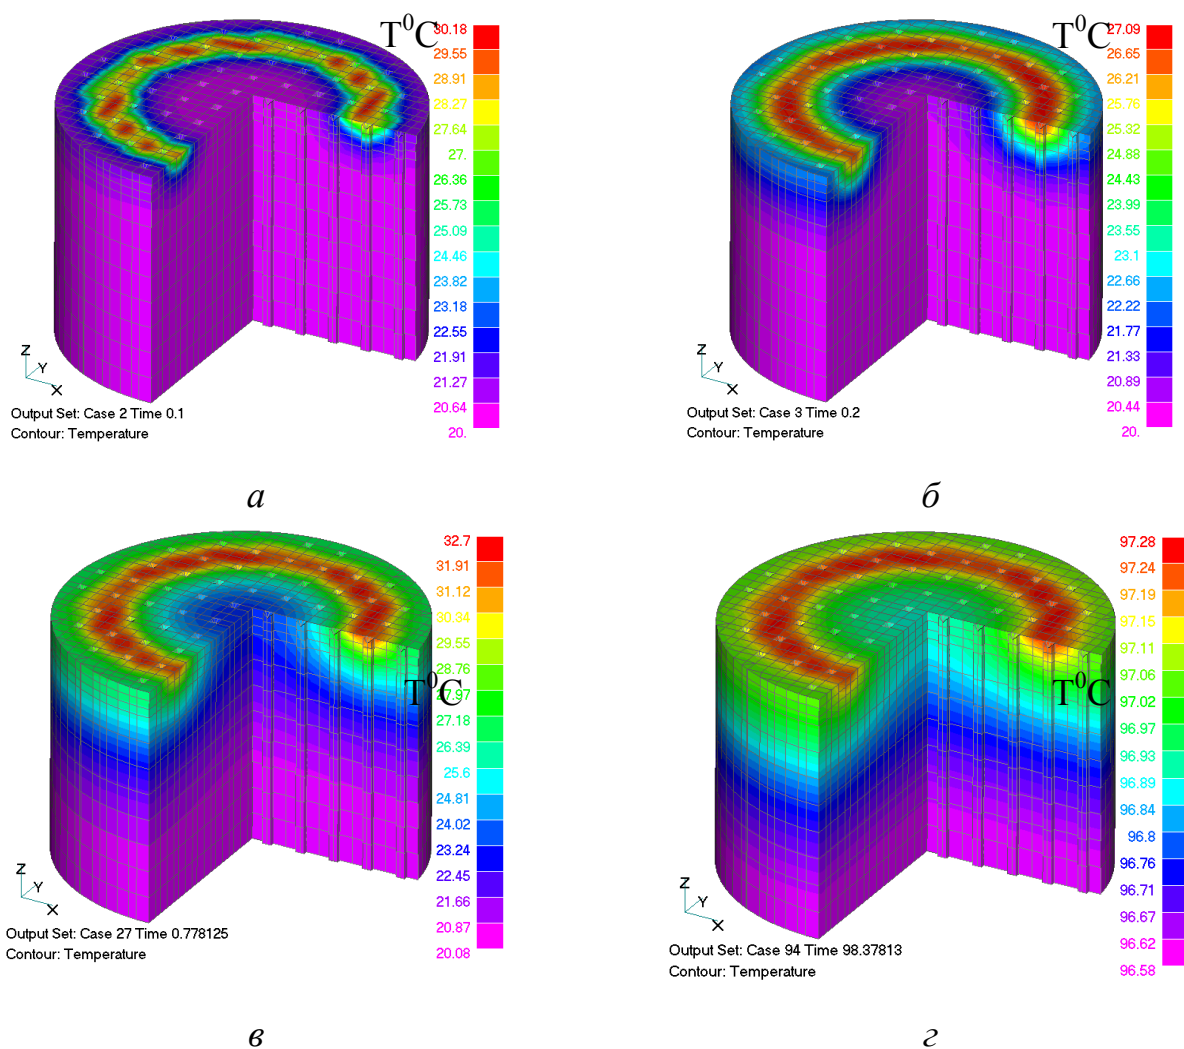 T⁰C
30.18
29.55
28.91
28.27
27.64
27.
26.36
25.73
25.09
24.46
23.82
23.18
22.55
21.91
21.27
20.64
20.
Z
Y
X
Output Set: Case 2 Time 0.1
Contour: Temperature
а
T⁰C
27.09
26.65
26.21
25.76
25.32
24.88
24.43
23.99
23.55
23.1
22.66
22.22
21.77
21.33
20.89
20.44
20.
Z
Y
X
Output Set: Case 3 Time 0.2
Contour: Temperature
б
32.7
31.91
31.12
30.34
29.55
28.76
27.97
T⁰C
27.18
26.39
25.6
24.81
24.02
23.24
22.45
21.66
20.87
20.08
Z
Y
X
Output Set: Case 27 Time 0.778125
Contour: Temperature
в
97.28
97.24
97.19
97.15
97.11
97.06
T⁰C
97.02
96.97
96.93
96.89
96.84
96.8
96.76
96.71
96.67
96.62
96.58
Z
Y
X
Output Set: Case 94 Time 98.37813
Contour: Temperature
г